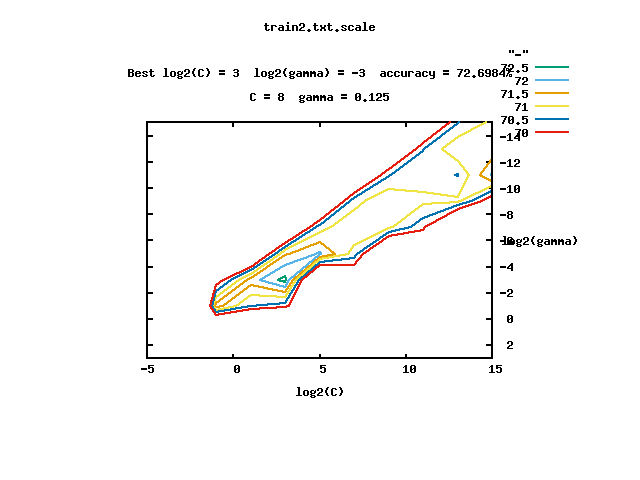 train2.txt.scale
"-"
Best log2(C) = 3  log2(gamma) = -3  accuracy = 72.6984%
72.5
72
C = 8  gamma = 0.125
71.5
71
70.5
70
-14
-12
-10
-8
-6
log2(gamma)
-4
-2
0
2
-5 0 5 10 15
log2(C)